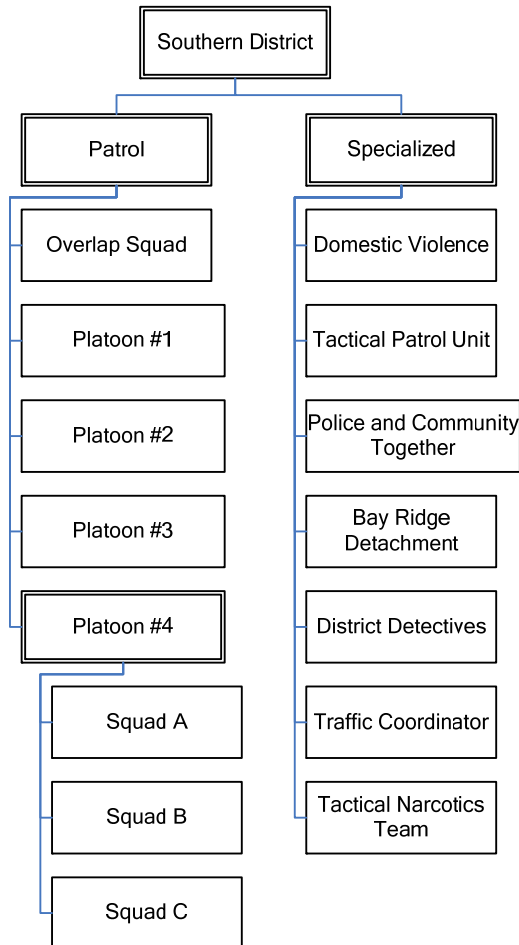 Southern District
Patrol
Specialized
Overlap Squad
Domestic Violence
Platoon #1
Tactical Patrol Unit
Platoon #2
Police and Community
Together
Platoon #3
Bay Ridge
Detachment
Platoon #4
District Detectives
Squad A
Traffic Coordinator
Squad B
Tactical Narcotics
Team
Squad C